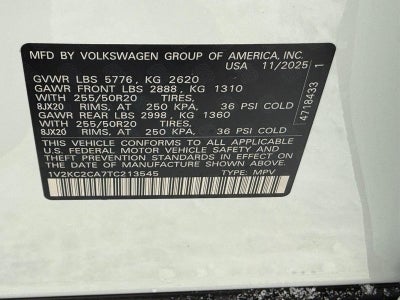 MFD BY VOLKSWAGEN GROUP OF AMERICA, INC.
USA 11/2025
GVWR LBS 5776, KG 2620
GAWR FRONT LBS 2888, KG 1310
WITH 255/50R20 TIRES,
8JX20 RIMS, AT 250 KPA, 36 PSI COLD
GAWR REAR LBS 2998, KG 1360
WITH 255/50R20 TIRES,
8JX20 RIMS, AT 250 KPA, 36 PSI COLD
THIS VEHICLE CONFORMS TO ALL APPLICABLE
FEDERAL MOTOR VEHICLE SAFETY AND
THEFT PREVENTION STANDARDS IN EFFECT
ON THE DATE OF MANUFACTURE SHOWN ABOVE.
1V2KC2CA7TC213545 TYPE: MPV
4718433 1